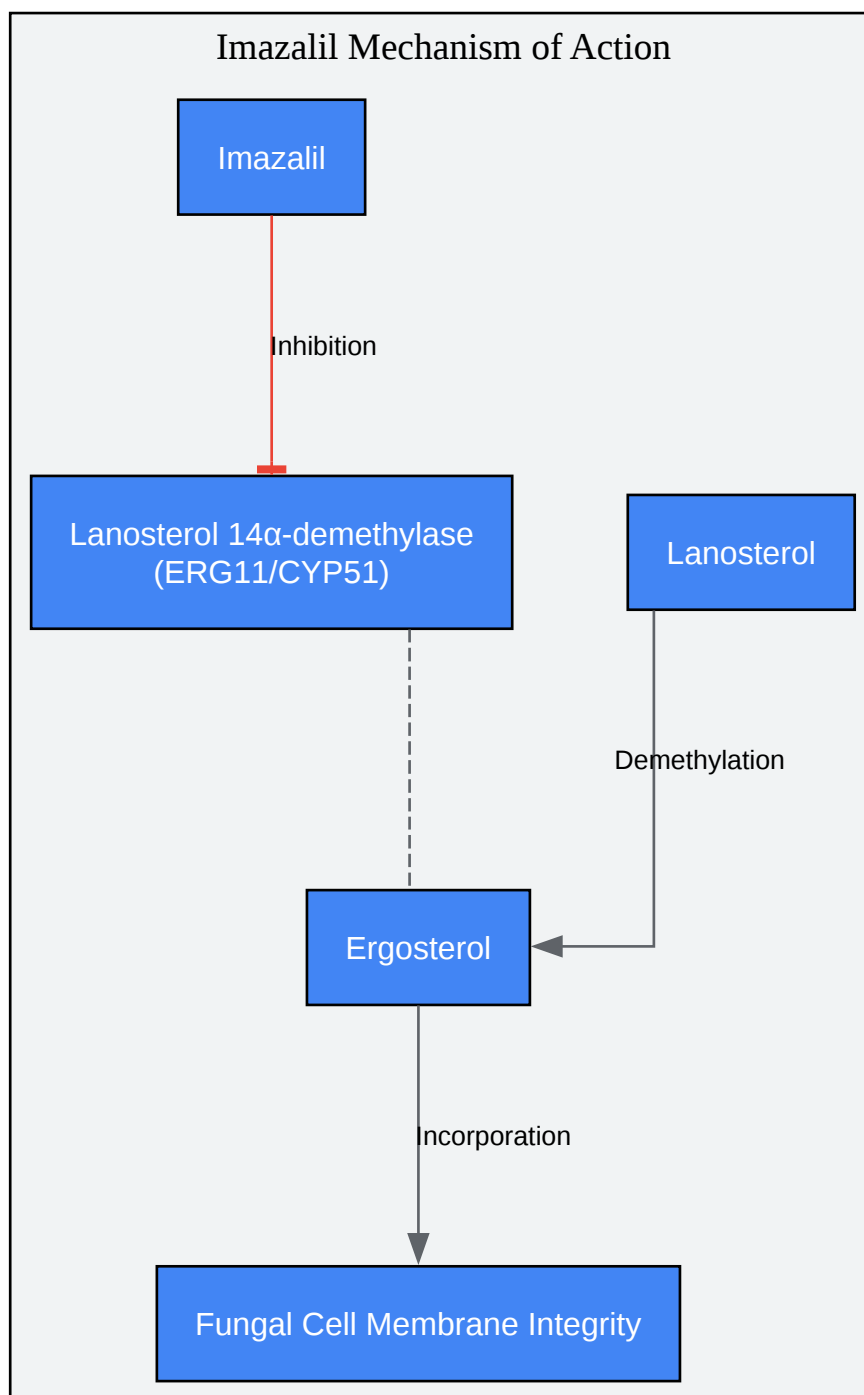 Imazalil Mechanism of Action
Imazalil
Inhibition
Lanosterol 14α-demethylase
(ERG11/CYP51)
Lanosterol
Demethylation
Ergosterol
Incorporation
Fungal Cell Membrane Integrity